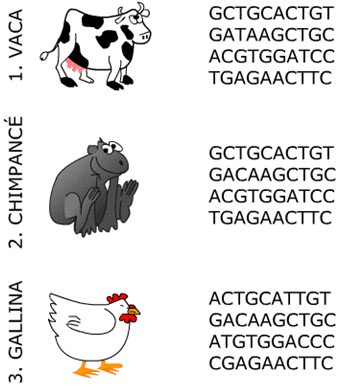 1. VACA
GCTGCACTGT
GATAAGCTGC
ACGTGGATCC
TGAGAACTTC
2. CHIMPANCÉ
GCTGCACTGT
GACAAGCTGC
ACGTGGATCC
TGAGAACTTC
3. GALLINA
ACTGCATTGT
GACAAGCTGC
ATGTGGACCC
CGAGAACTTC